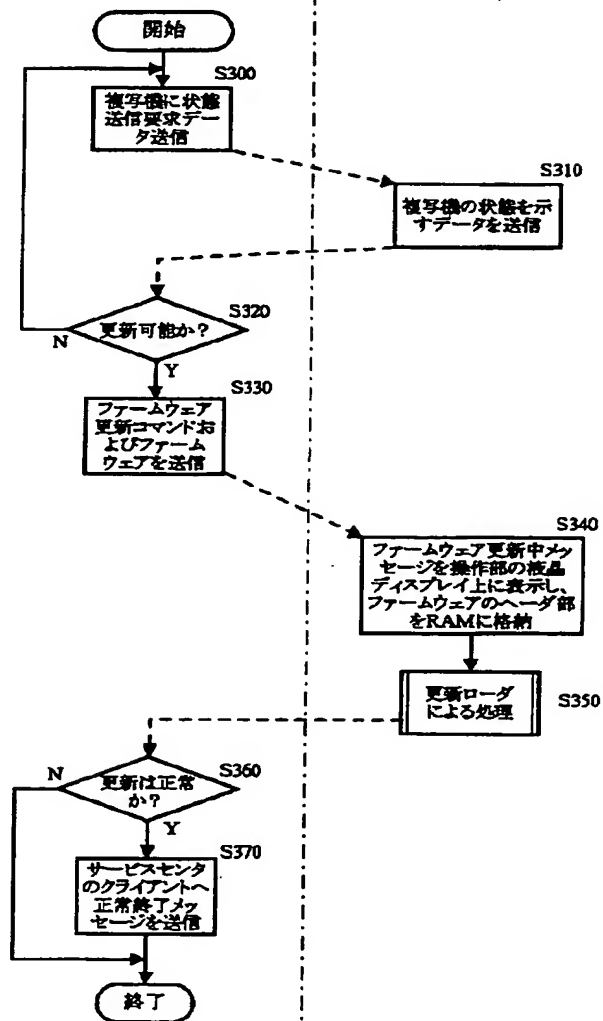 開始
S300
複写機に状態
送信要求デー
タ送信
S310
複写機の状態を示
すデータを送信
S320
更新可能か?
N
Y
S330
ファームウェア
更新コマンドお
よびファーム
ウェアを送信
S340
ファームウェア更新中メッ
セージを操作部の液晶
ディスプレイ上に表示し、
ファームウェアのヘーダ部
をRAMに格納
更新ローダ
による処理
S350
N
S360
更新は正常
か?
Y
S370
サービスセンタ
のクライアントへ
正常終了メッ
セージを送信
終了